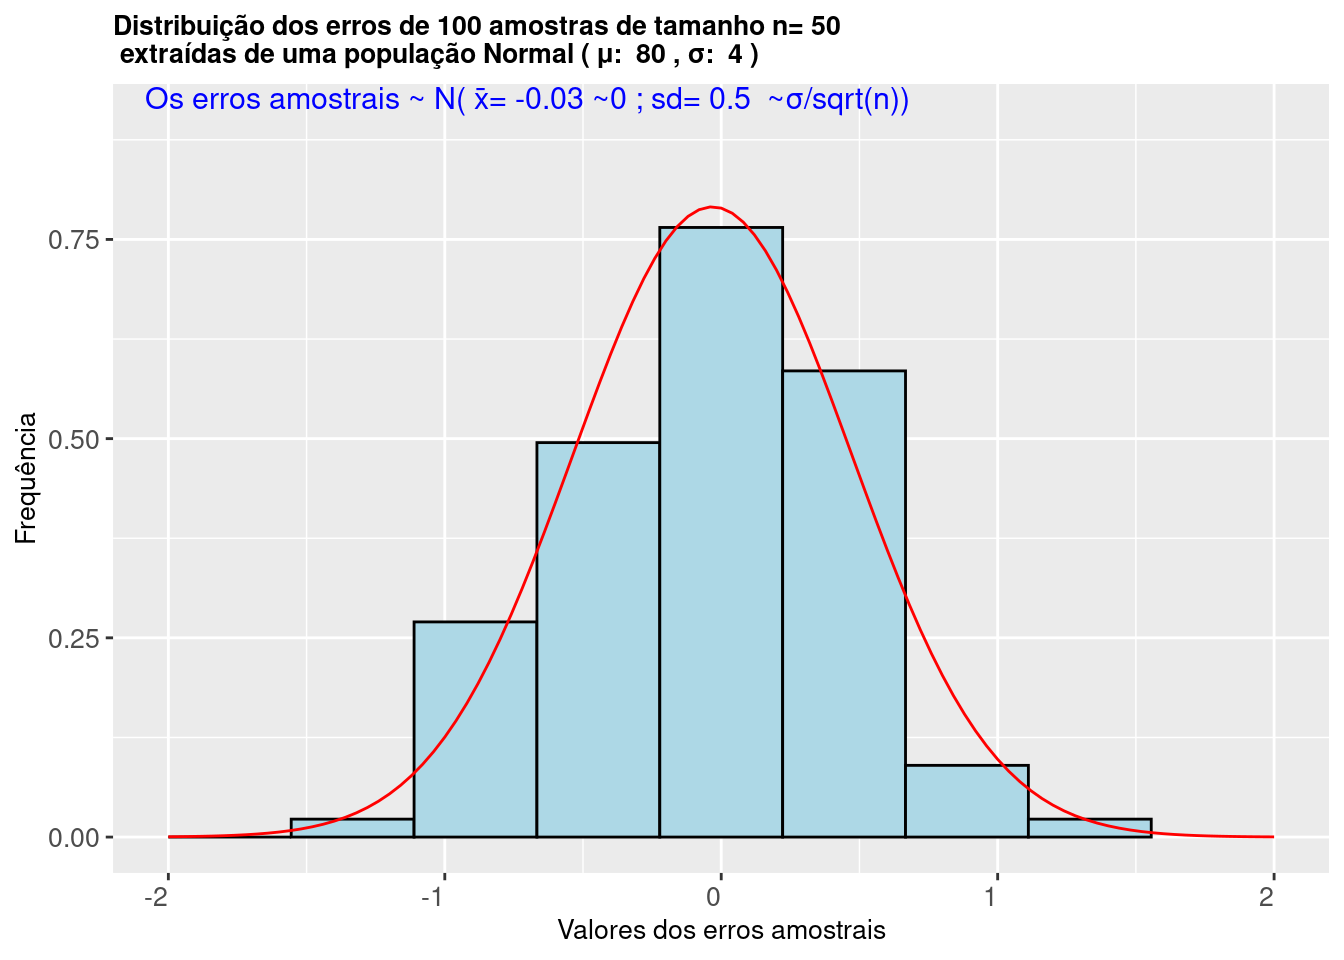 Distribuição dos erros de 100 amostras de tamanho n= 50
extraídas de uma população Normal ( μ:  80 , σ:  4 )
Os erros amostrais ~ N( x̄= -0.03 ~0 ; sd= 0.5  ~σ/sqrt(n))
0.75
0.50
0.25
0.00
Frequência
-2
-1
0
1
2
Valores dos erros amostrais